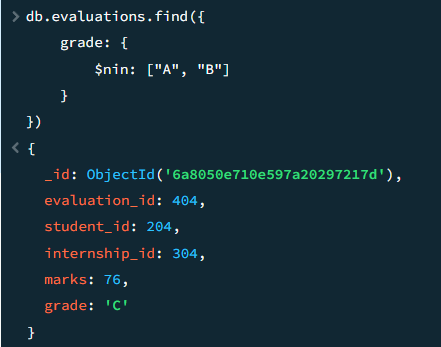 > db.evaluations.find({
    grade: {
        $nin: ["A", "B"]
    }
})
< {
  _id: ObjectId('6a8050e710e597a20297217d'),
  evaluation_id: 404,
  student_id: 204,
  internship_id: 304,
  marks: 76,
  grade: 'C'
}